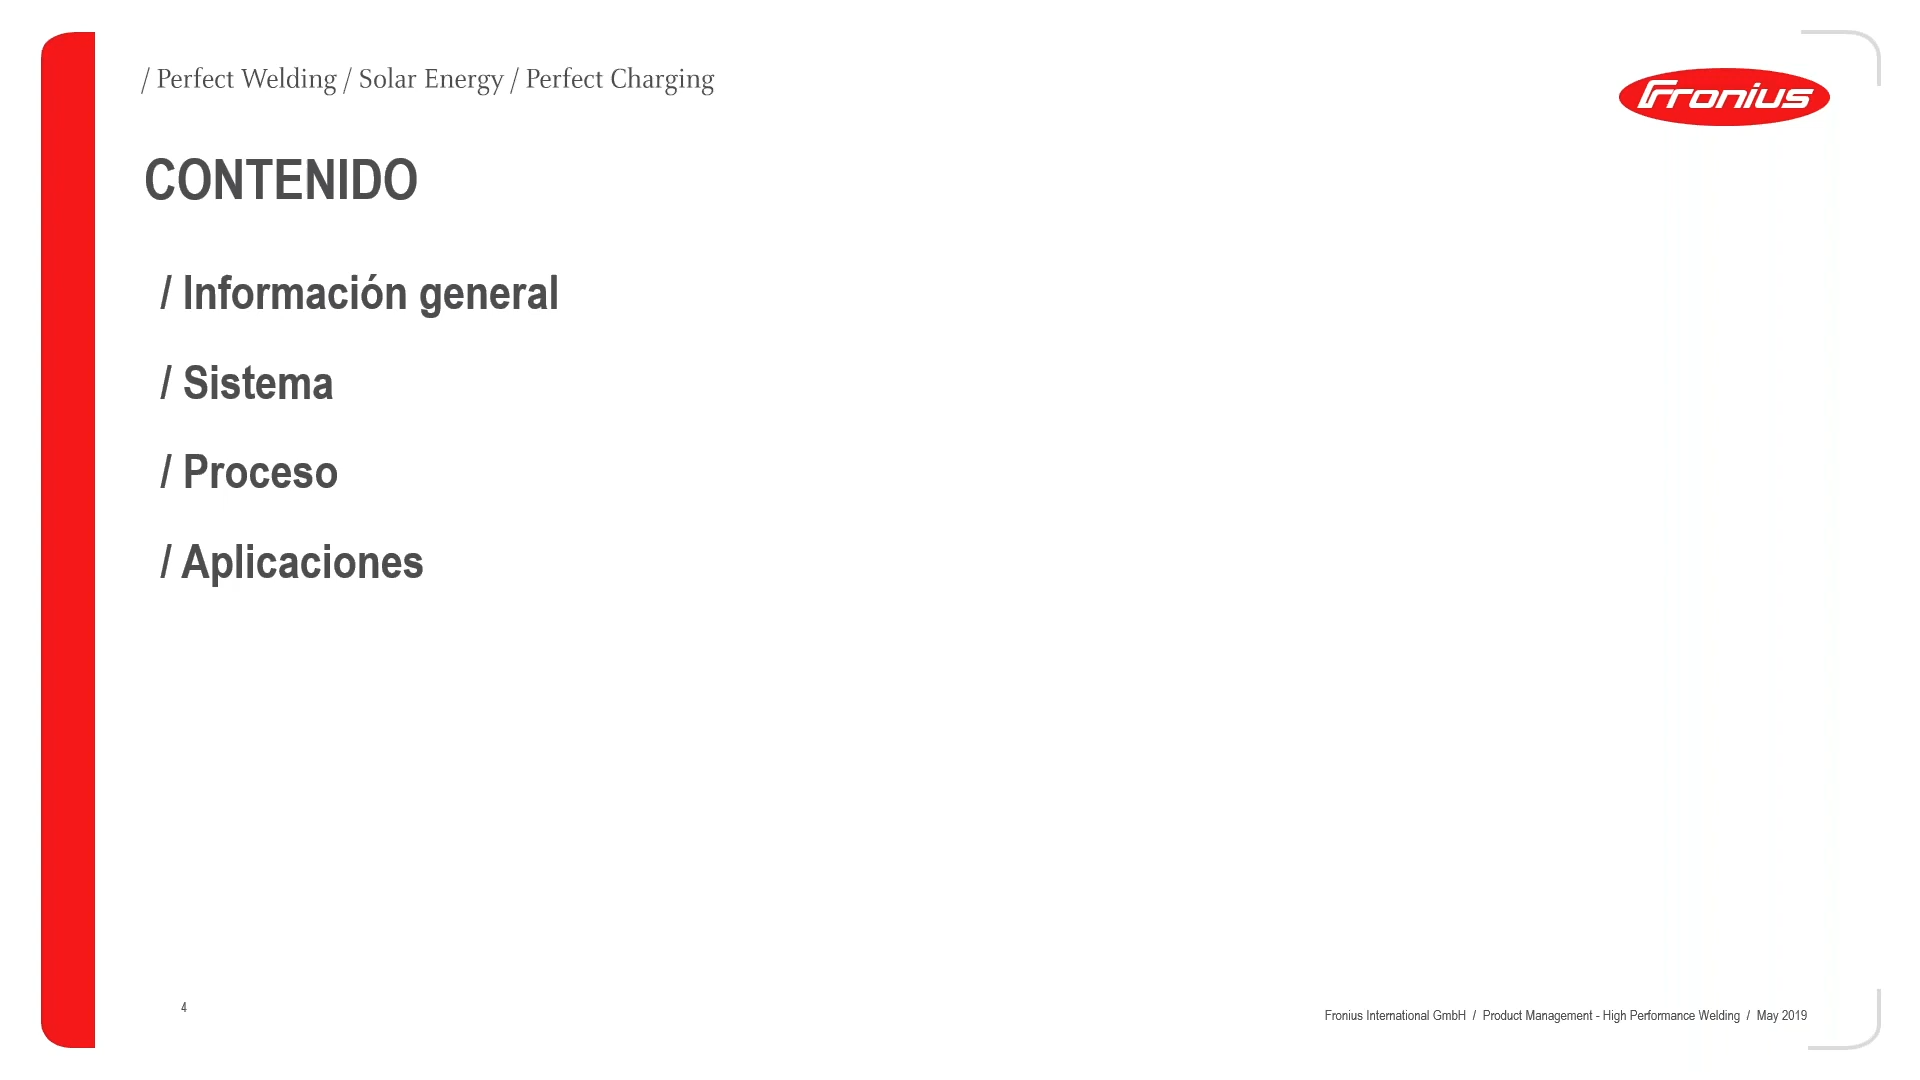 / Perfect Welding / Solar Energy / Perfect Charging
Fronius
CONTENIDO
/ Información general
/ Sistema
/ Proceso
/ Aplicaciones
4
Fronius International GmbH / Product Management - High Performance Welding / May 2019